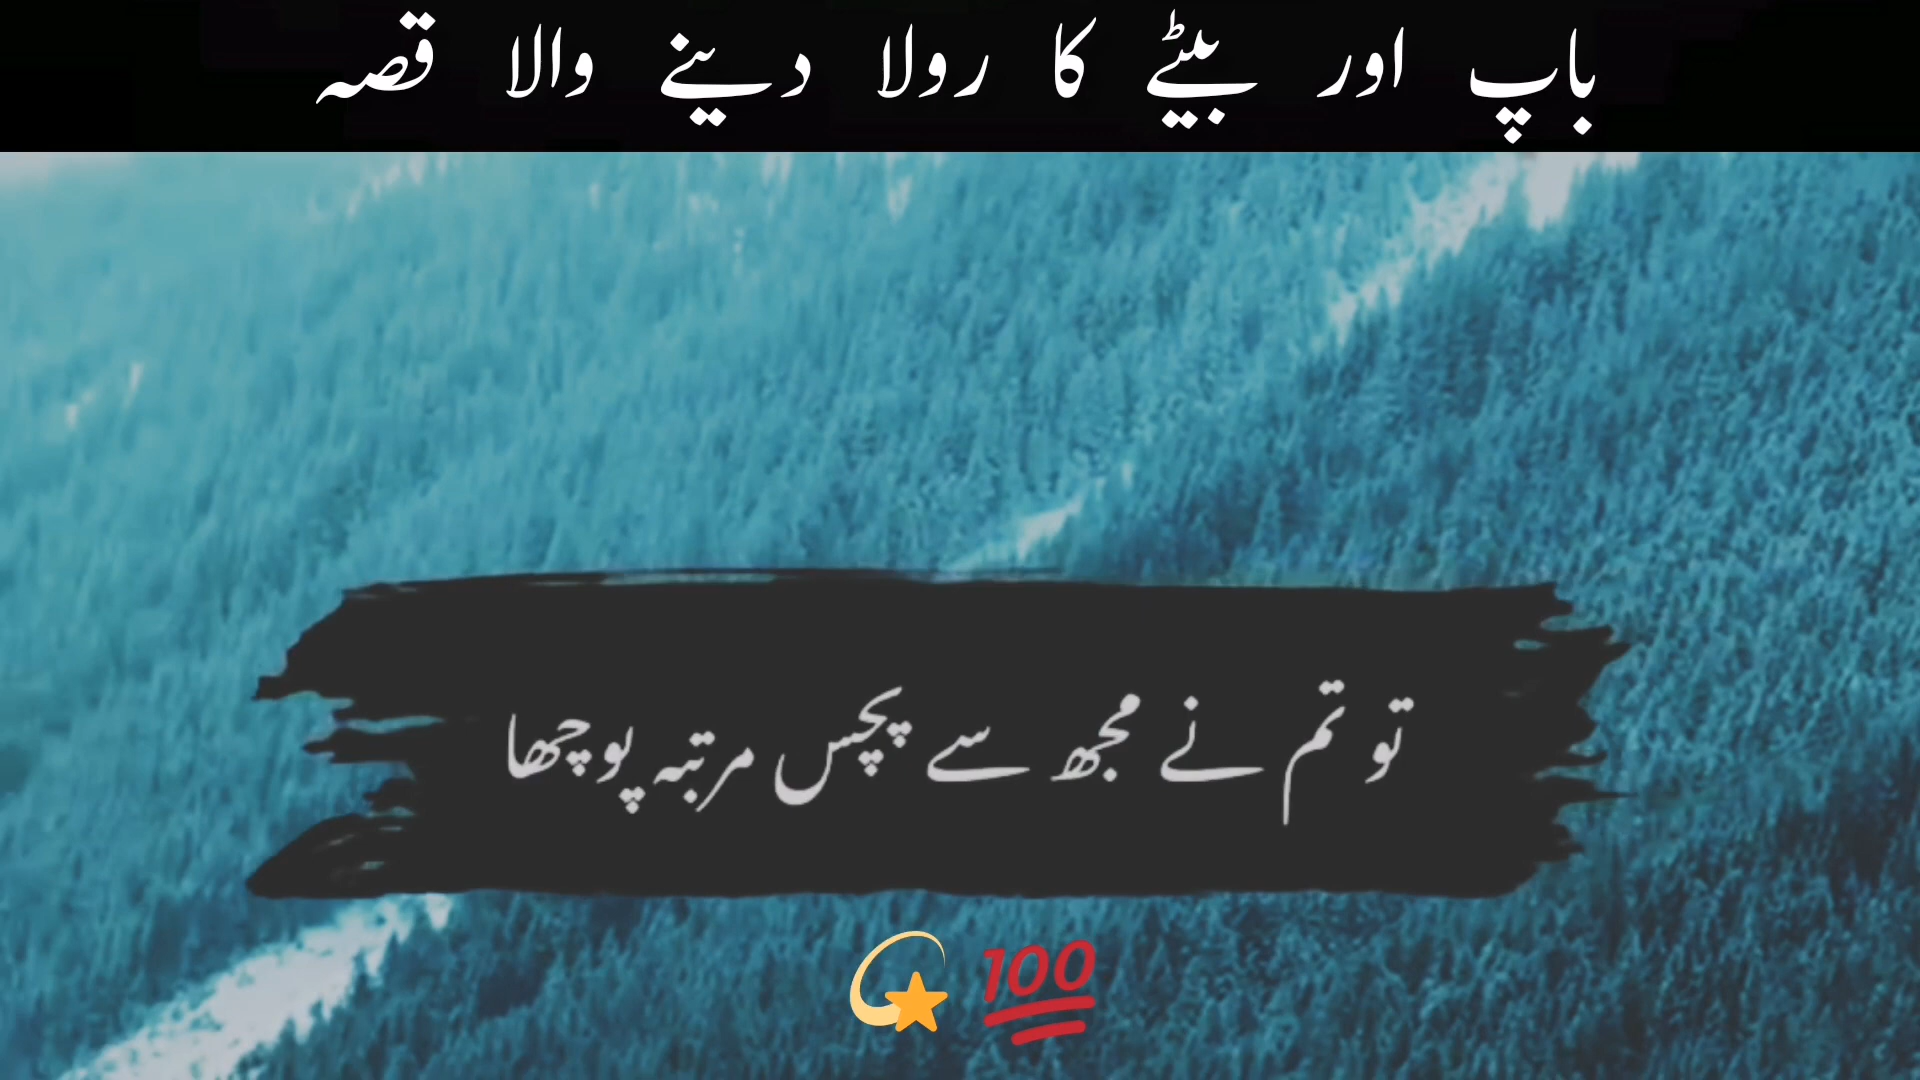 باپ اور بیٹے کا رولا دینے والا قصہ
تو تم نے مجھ سے پچیس مرتبہ پوچھا
💫 💯